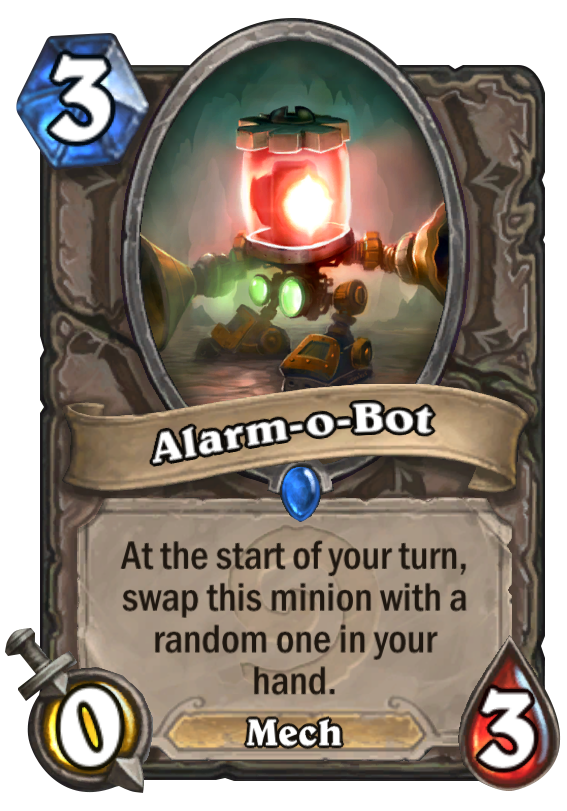 3
Alarm-o-Bot
At the start of your turn,
swap this minion with a
random one in your
hand.
0
Mech
3